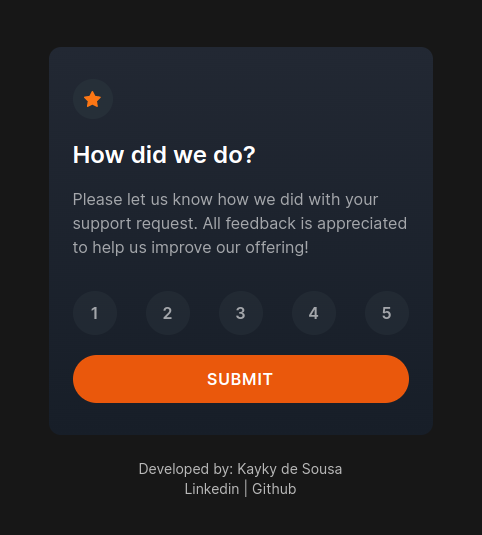 How did we do?
Please let us know how we did with your
support request. All feedback is appreciated
to help us improve our offering!
1 2 3 4 5
SUBMIT
Developed by: Kayky de Sousa
Linkedin | Github